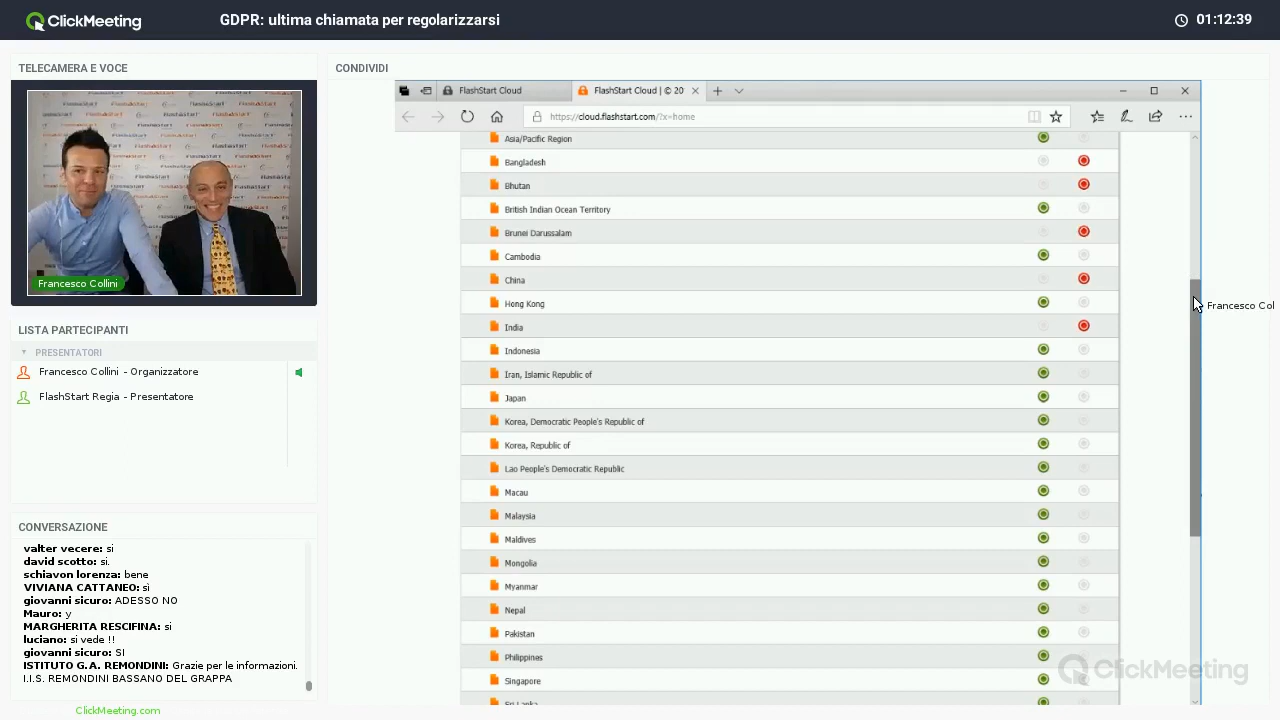 ClickMeeting
GDPR: ultima chiamata per regolarizzarsi
01:12:39
TELECAMERA E VOCE
Francesco Collini
LISTA PARTECIPANTI
PRESENTATORI
Francesco Collini - Organizzatore
FlashStart Regia - Presentatore
CONVERSAZIONE
valter vecere: si
david scotto: si.
schiavon lorenza: bene
VIVIANA CATTANEO: sì
giovanni sicuro: ADESSO NO
Mauro: y
MARGHERITA RESCIFINA: si
luciano: si vede !!
giovanni sicuro: SI
ISTITUTO G.A. REMONDINI: Grazie per le informazioni.
I.I.S. REMONDINI BASSANO DEL GRAPPA
ClickMeeting.com
CONDIVIDI
FlashStart Cloud
FlashStart Cloud | © 20
https://cloud.flashstart.com/?x=home
Asia/Pacific Region
Bangladesh
Bhutan
British Indian Ocean Territory
Brunei Darussalam
Cambodia
China
Hong Kong
India
Indonesia
Iran, Islamic Republic of
Japan
Korea, Democratic People's Republic of
Korea, Republic of
Lao People's Democratic Republic
Macau
Malaysia
Maldives
Mongolia
Myanmar
Nepal
Pakistan
Philippines
Singapore
Sri Lanka
Francesco Col
ClickMeeting